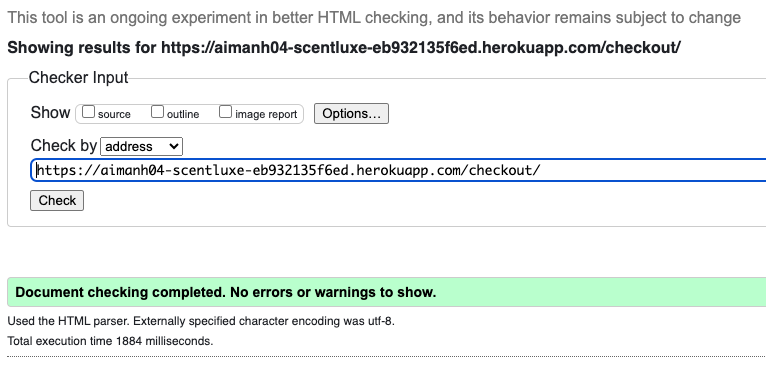 This tool is an ongoing experiment in better HTML checking, and its behavior remains subject to change
Showing results for https://aimanh04-scentluxe-eb932135f6ed.herokuapp.com/checkout/
Checker Input
Show source outline image report Options...
Check by address
https://aimanh04-scentluxe-eb932135f6ed.herokuapp.com/checkout/
Check
Document checking completed. No errors or warnings to show.
Used the HTML parser. Externally specified character encoding was utf-8.
Total execution time 1884 milliseconds.